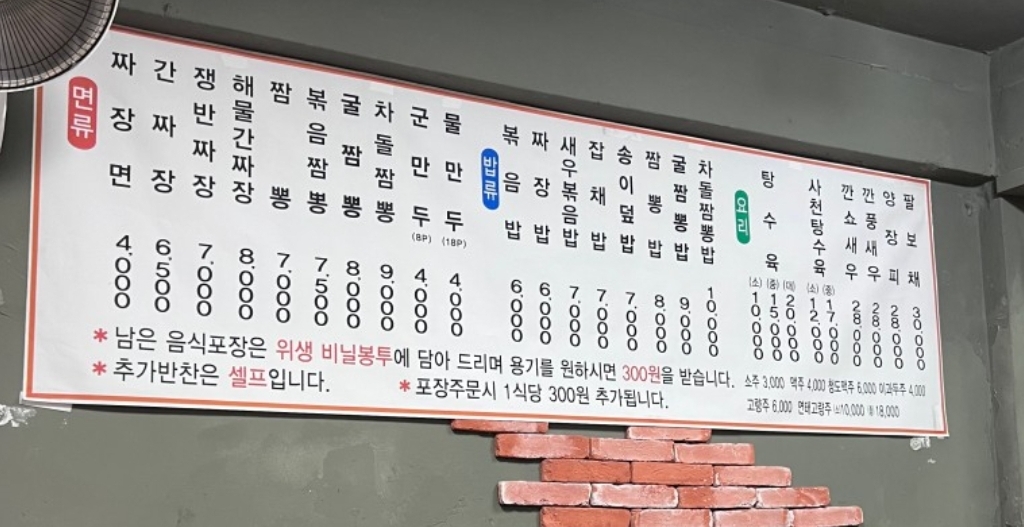 면류
짜장면 4.000
간짜장 6.500
쟁반짜장 7.000
해물간짜장 8.000
짬뽕 7.000
볶음짬뽕 7.500
굴짬뽕 8.000
차돌짬뽕 9.000
군만두 (8P) 4.000
물만두 (18P) 4.000
밥류
볶음밥 6.000
짜장밥 6.000
새우볶음밥 7.000
잡채밥 7.000
송이덮밥 7.000
짬뽕밥 8.000
굴짬뽕밥 9.000
차돌짬뽕밥 10.000
요리
탕수육 (소) 10.000 (중) 15.000 (대) 20.000
사천탕수육 (소) 12.000 (중) 17.000
깐쇼새우 28.000
깐풍새우 28.000
양장피 28.000
팔보채 30.000
* 남은 음식포장은 위생 비닐봉투에 담아 드리며 용기를 원하시면 300원을 받습니다.
* 추가반찬은 셀프입니다.
* 포장주문시 1식당 300원 추가됩니다.
소주 3,000 맥주 4,000 칭도맥주 6,000 이과두주 4,000
고량주 6,000 연태고량주 (소)10,000 (중)18,000